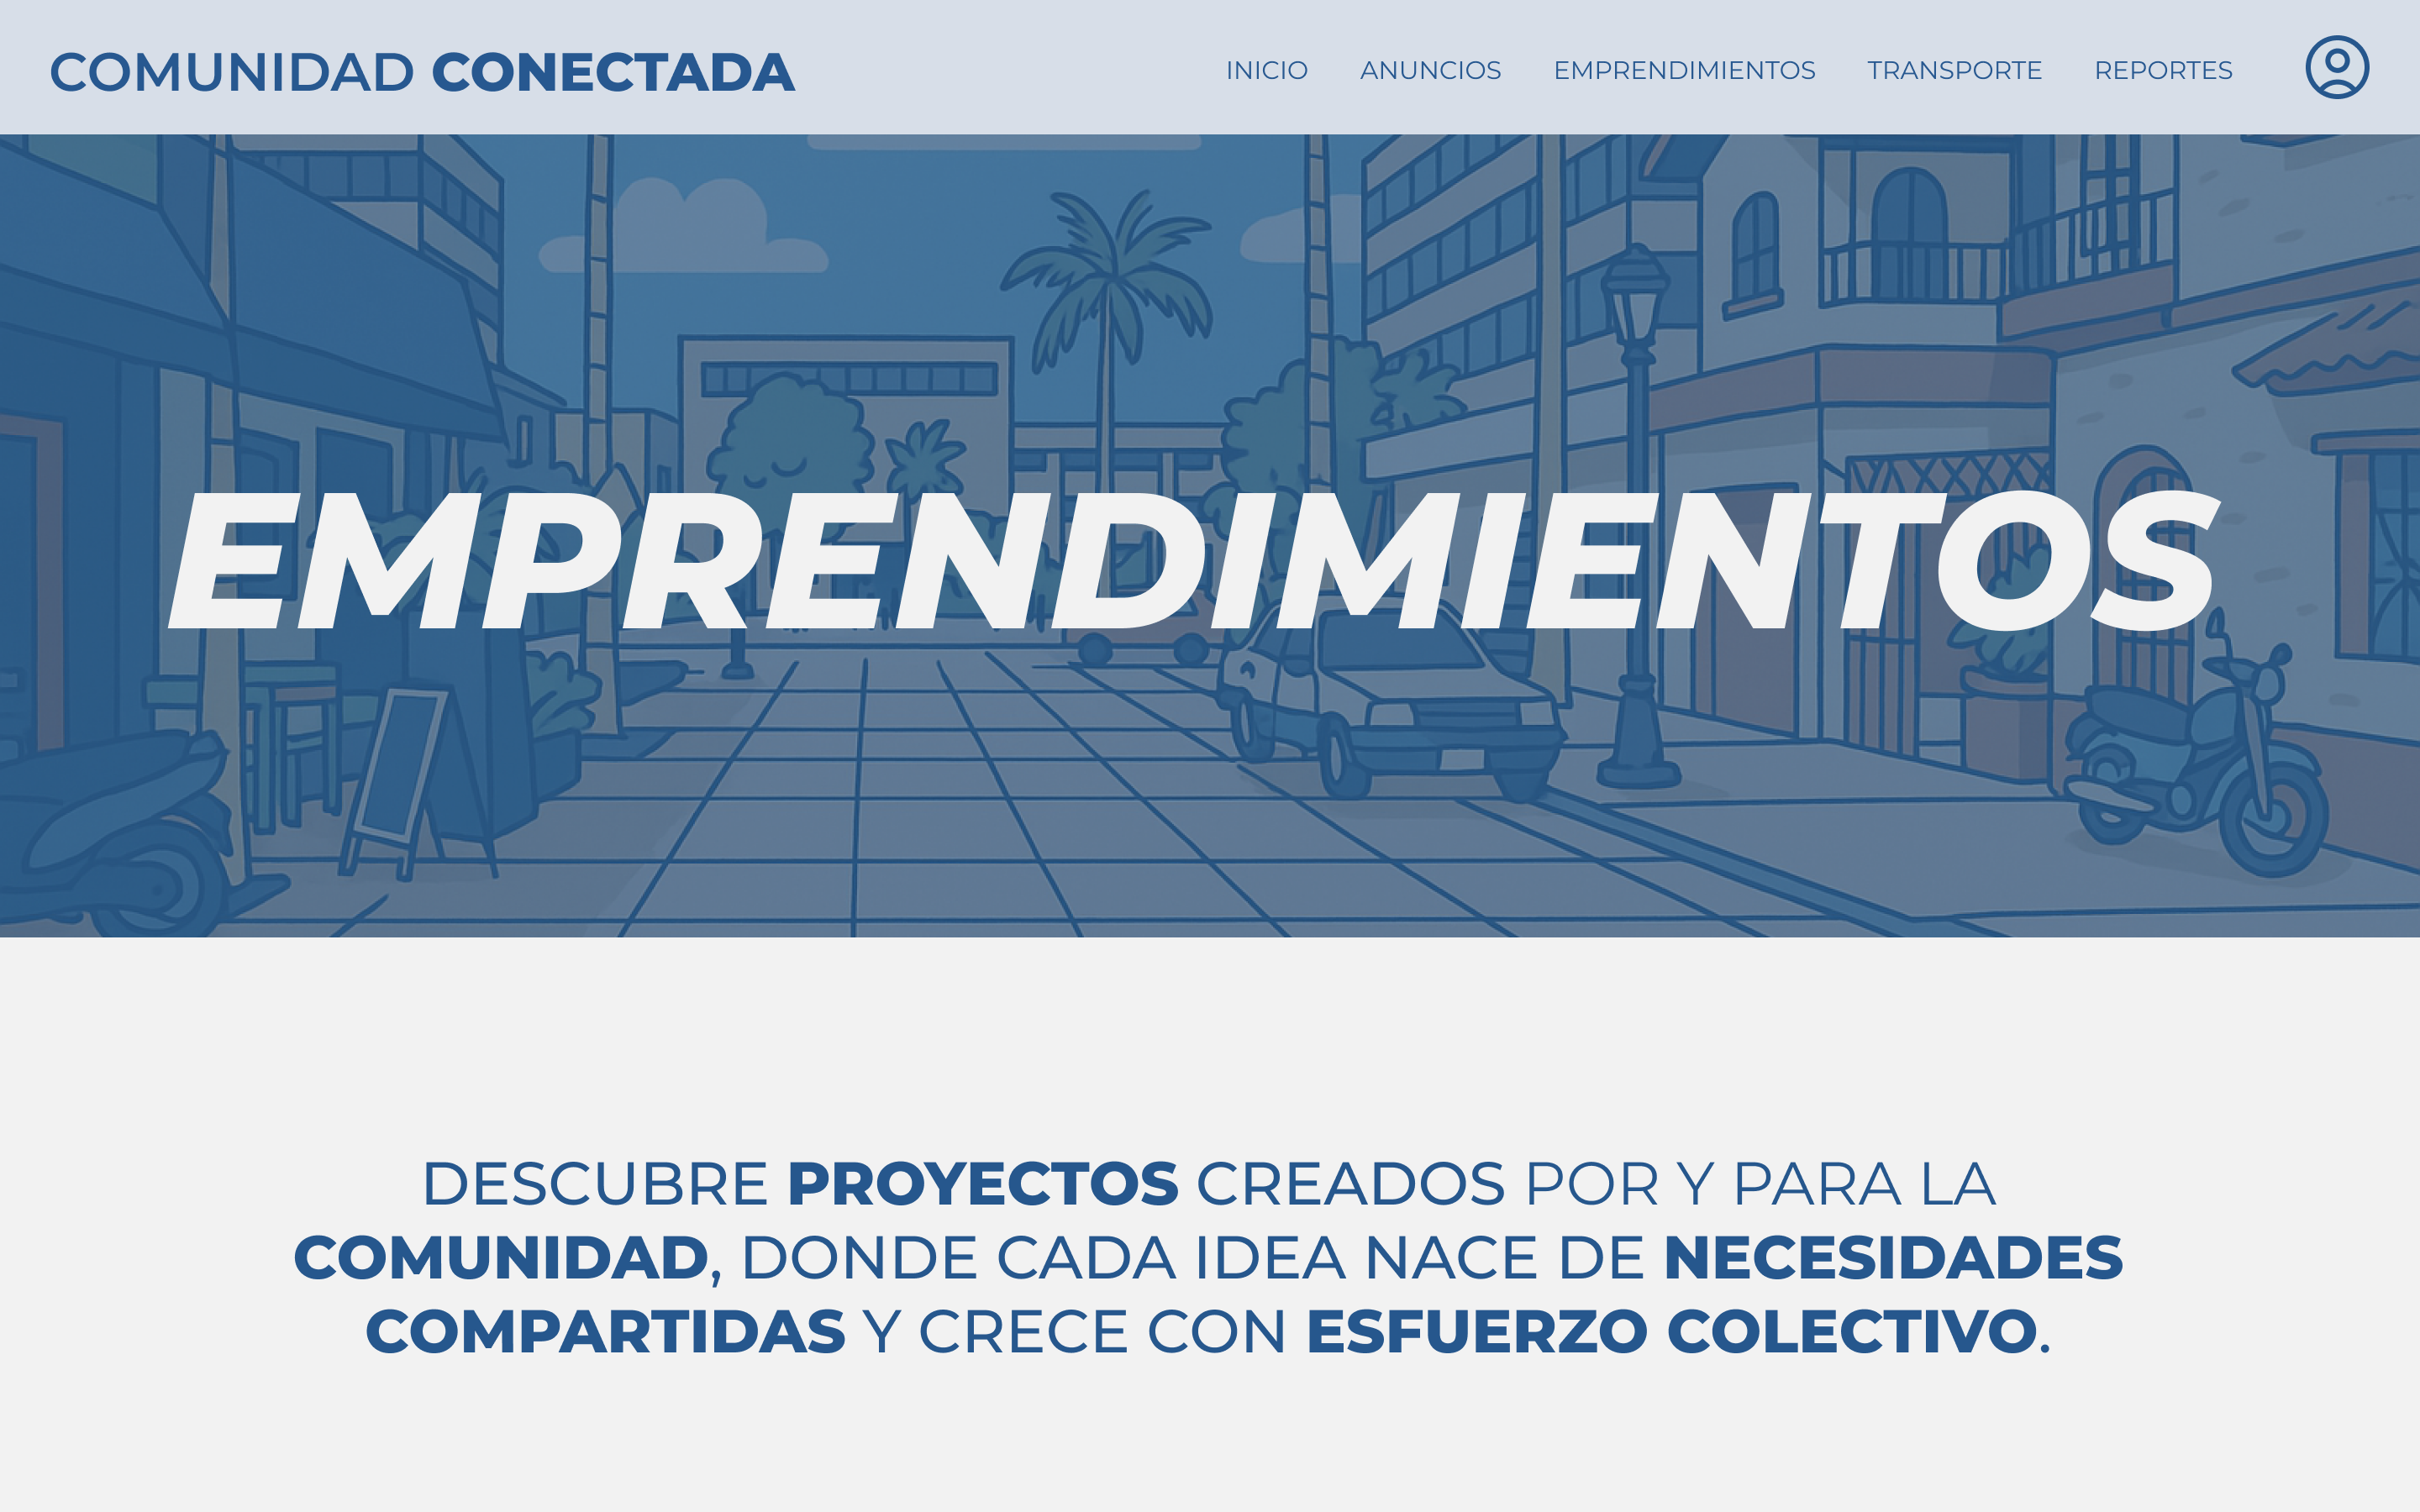 COMUNIDAD CONECTADA
INICIO ANUNCIOS EMPRENDIMIENTOS TRANSPORTE REPORTES
EMPRENDIMIENTOS
DESCUBRE PROYECTOS CREADOS POR Y PARA LA
COMUNIDAD, DONDE CADA IDEA NACE DE NECESIDADES
COMPARTIDAS Y CRECE CON ESFUERZO COLECTIVO.